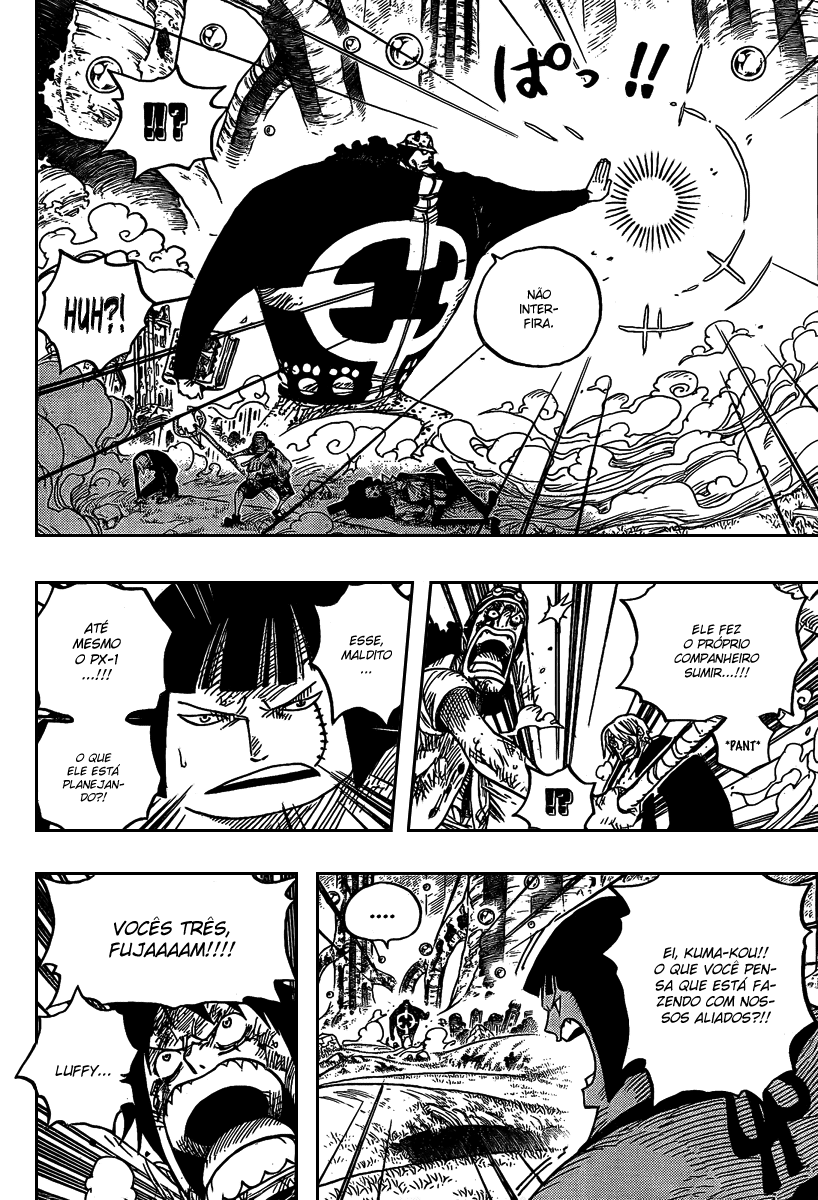 ぱっ!!
!!?
NÃO
INTER-
FIRA.
HUH?!
ELE FEZ
O PRÓPRIO
COMPANHEIRO
SUMIR...!!!
*PANT*
!?
ESSE,
MALDITO
...
ATÉ
MESMO
O PX-1
...!!!
O QUE
ELE ESTÁ
PLANEJAN-
DO?!
EI, KUMA-KOU!!
O QUE VOCÊ PEN-
SA QUE ESTÁ FA-
ZENDO COM NOS-
SOS ALIADOS?!!
....
VOCÊS TRÊS,
FUJAAAAM!!!!
LUFFY...